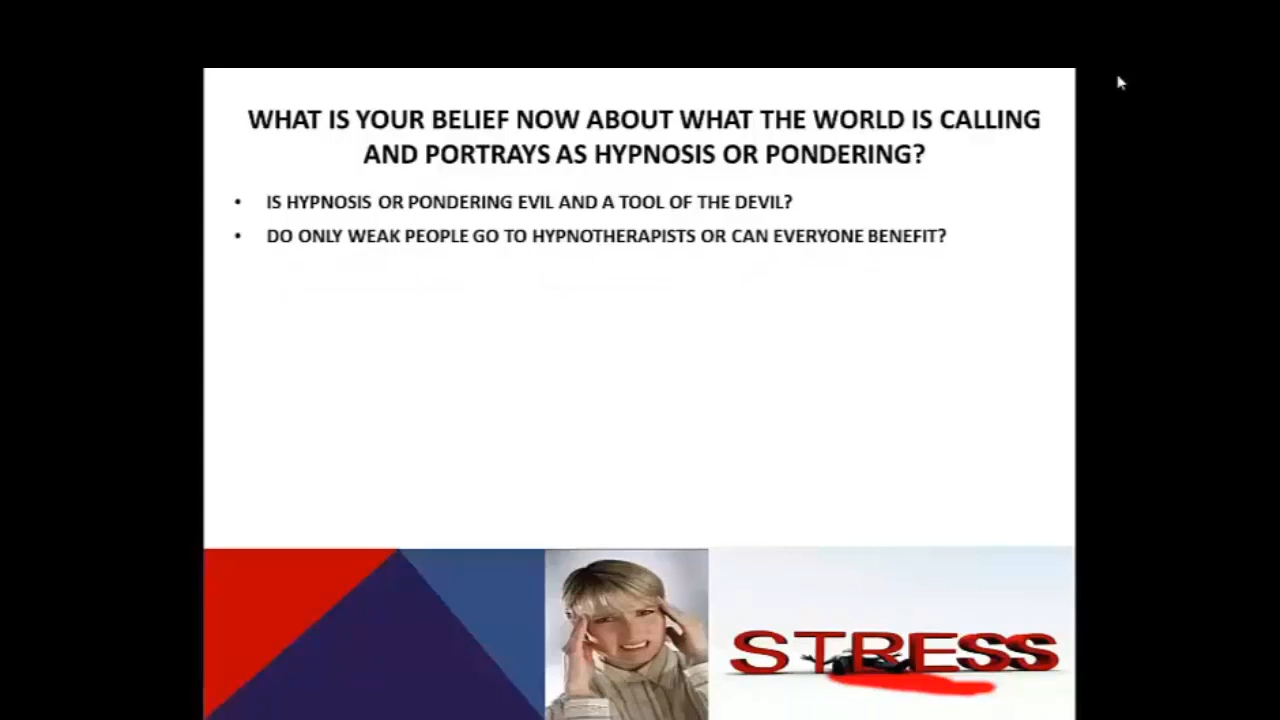 WHAT IS YOUR BELIEF NOW ABOUT WHAT THE WORLD IS CALLING
AND PORTRAYS AS HYPNOSIS OR PONDERING?
• IS HYPNOSIS OR PONDERING EVIL AND A TOOL OF THE DEVIL?
• DO ONLY WEAK PEOPLE GO TO HYPNOTHERAPISTS OR CAN EVERYONE BENEFIT?
STRESS